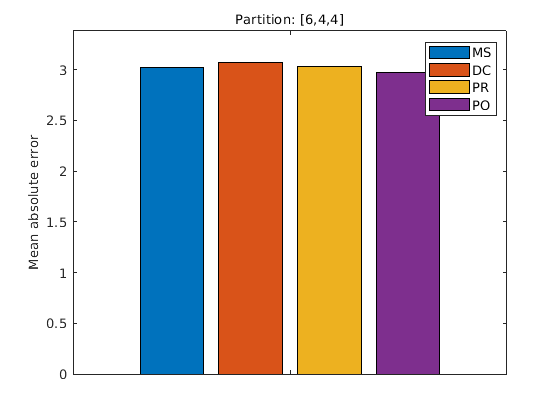 Partition: [6,4,4]
Mean absolute error
3
2.5
2
1.5
1
0.5
0
MS
DC
PR
PO